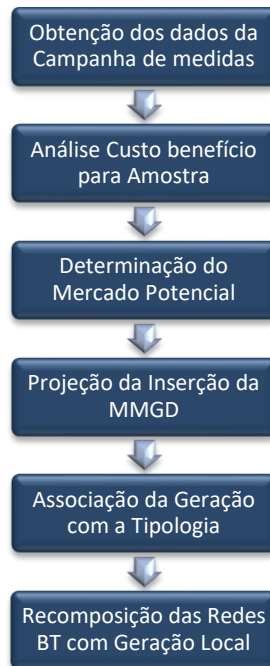 Obtenção dos dados da
Campanha de medidas
Análise Custo benefício
para Amostra
Determinação do
Mercado Potencial
Projeção da Inserção da
MMGD
Associação da Geração
com a Tipologia
Recomposição das Redes
BT com Geração Local